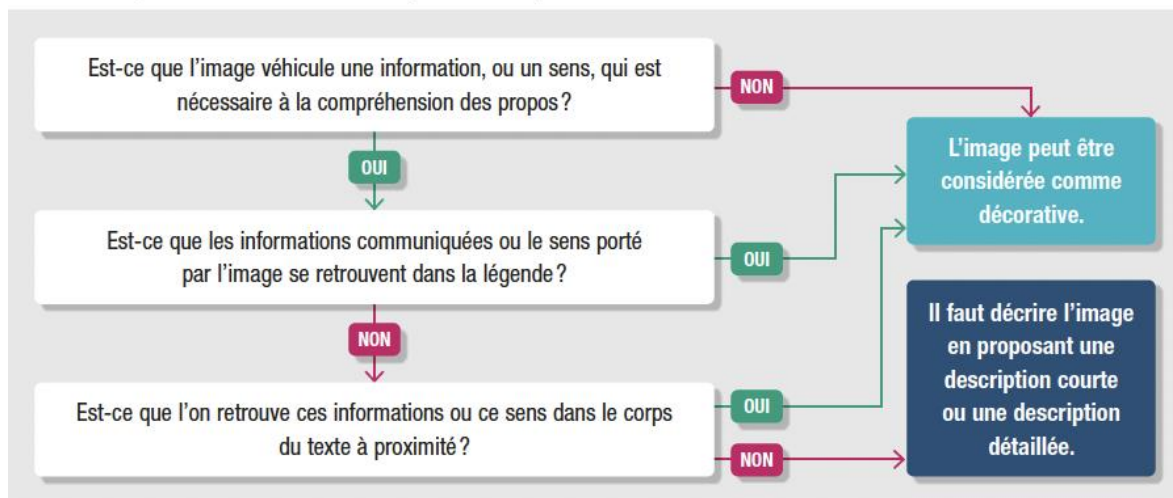 Est-ce que l’image véhicule une information, ou un sens, qui est
nécessaire à la compréhension des propos ?
NON
OUI
L’image peut être
considérée comme
décorative.
Est-ce que les informations communiquées ou le sens porté
par l’image se retrouvent dans la légende ?
OUI
NON
Il faut décrire l’image
en proposant une
description courte
ou une description
détaillée.
Est-ce que l’on retrouve ces informations ou ce sens dans le corps
du texte à proximité ?
OUI
NON